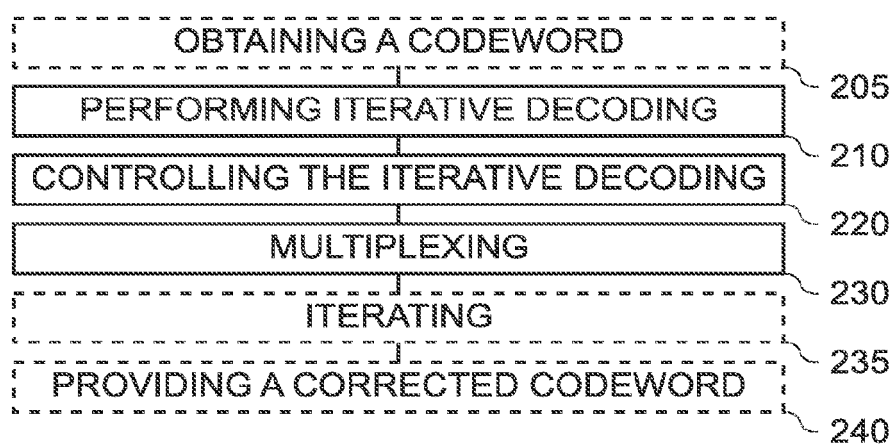 OBTAINING A CODEWORD
205
PERFORMING ITERATIVE DECODING
210
CONTROLLING THE ITERATIVE DECODING
220
MULTIPLEXING
230
ITERATING
235
PROVIDING A CORRECTED CODEWORD
240